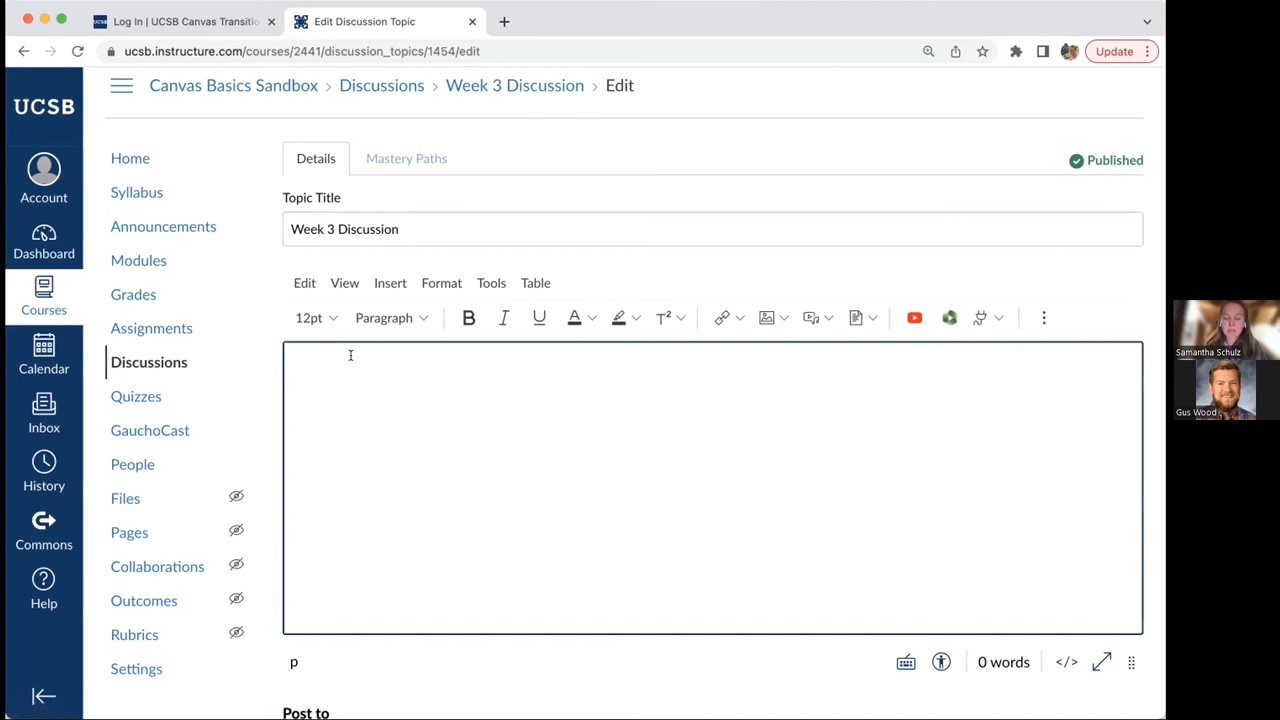 Log In | UCSB Canvas Transitio
Edit Discussion Topic
ucsb.instructure.com/courses/2441/discussion_topics/1454/edit
Update
UCSB
Account
Dashboard
Courses
Calendar
Inbox
History
Commons
Help
Canvas Basics Sandbox > Discussions > Week 3 Discussion > Edit
Home
Syllabus
Announcements
Modules
Grades
Assignments
Discussions
Quizzes
GauchoCast
People
Files
Pages
Collaborations
Outcomes
Rubrics
Settings
Details
Mastery Paths
Published
Topic Title
Week 3 Discussion
Edit View Insert Format Tools Table
12pt Paragraph B I U A T²
p
0 words </>
Post to
Samantha Schulz
Gus Wood